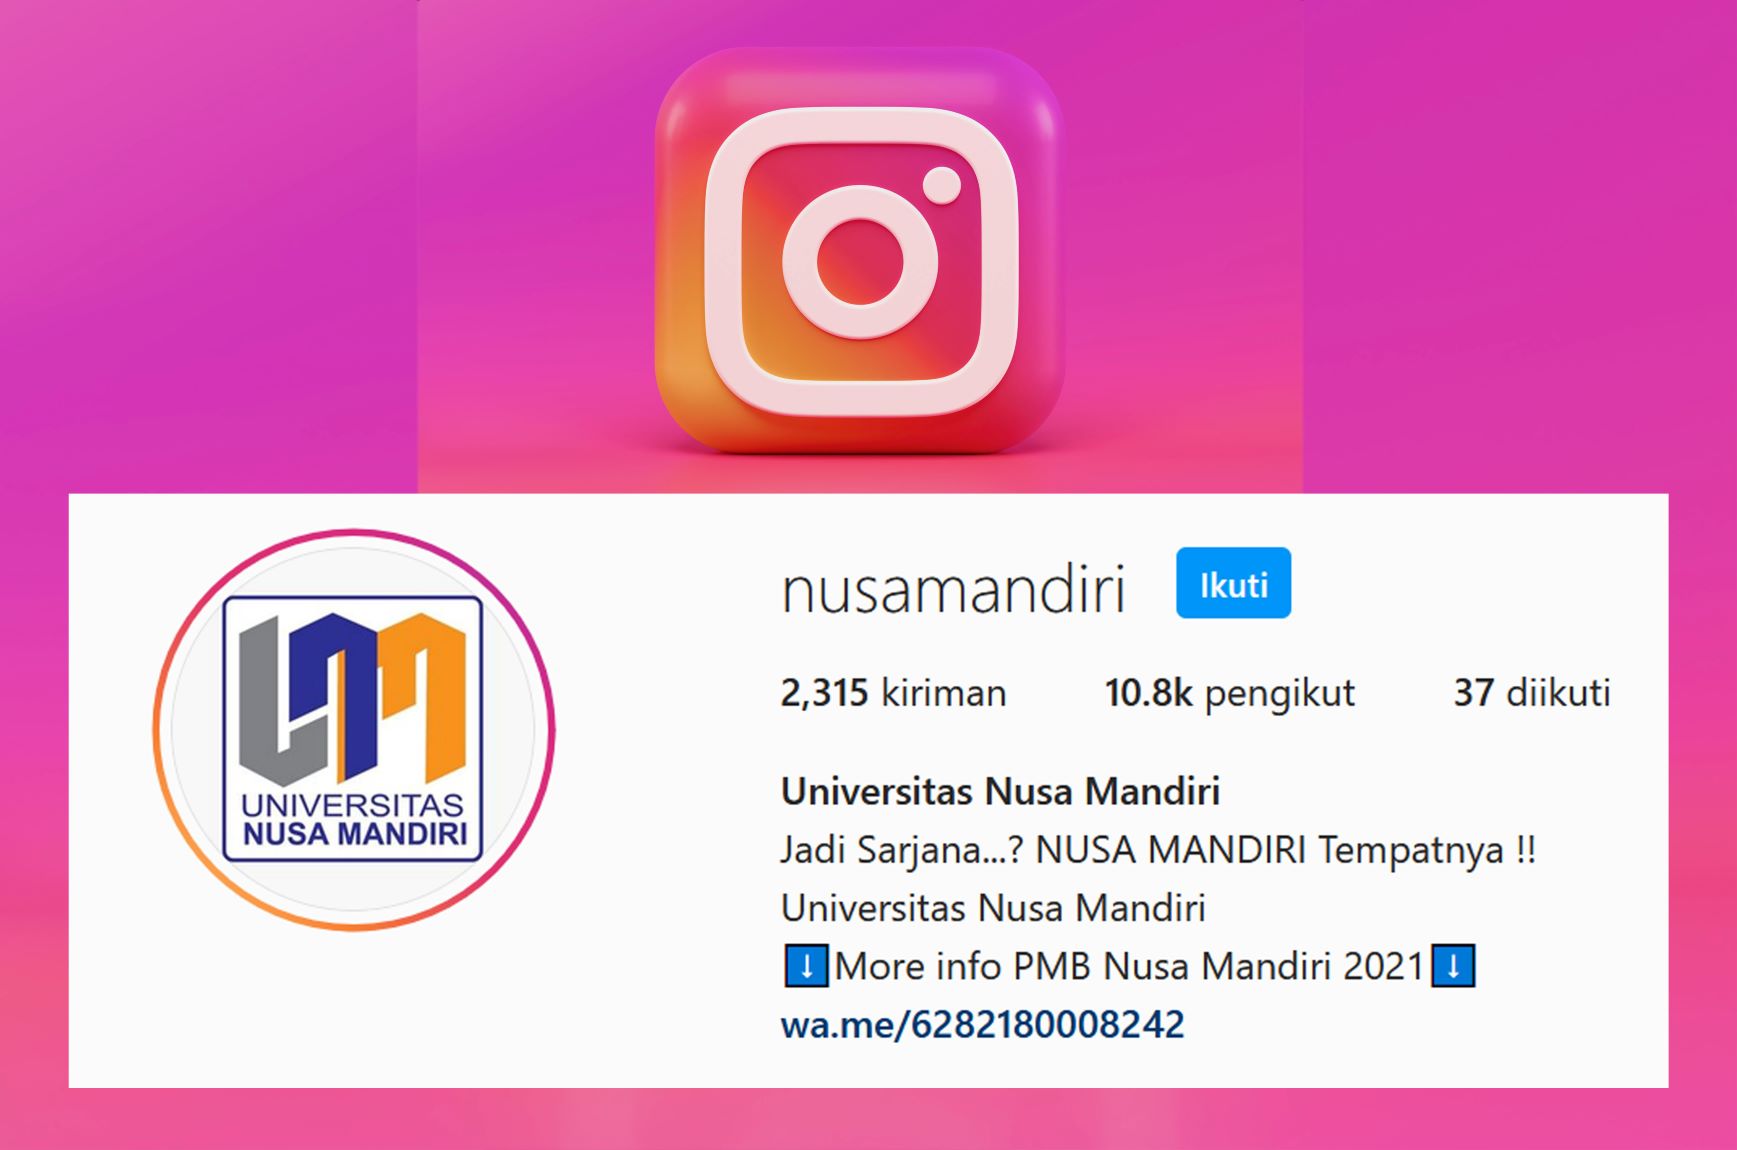 UNIVERSITAS
NUSA MANDIRI
nusamandiri Ikuti
2,315 kiriman 10.8k pengikut 37 diikuti
Universitas Nusa Mandiri
Jadi Sarjana...? NUSA MANDIRI Tempatnya !!
Universitas Nusa Mandiri
⬇️More info PMB Nusa Mandiri 2021⬇️
wa.me/6282180008242